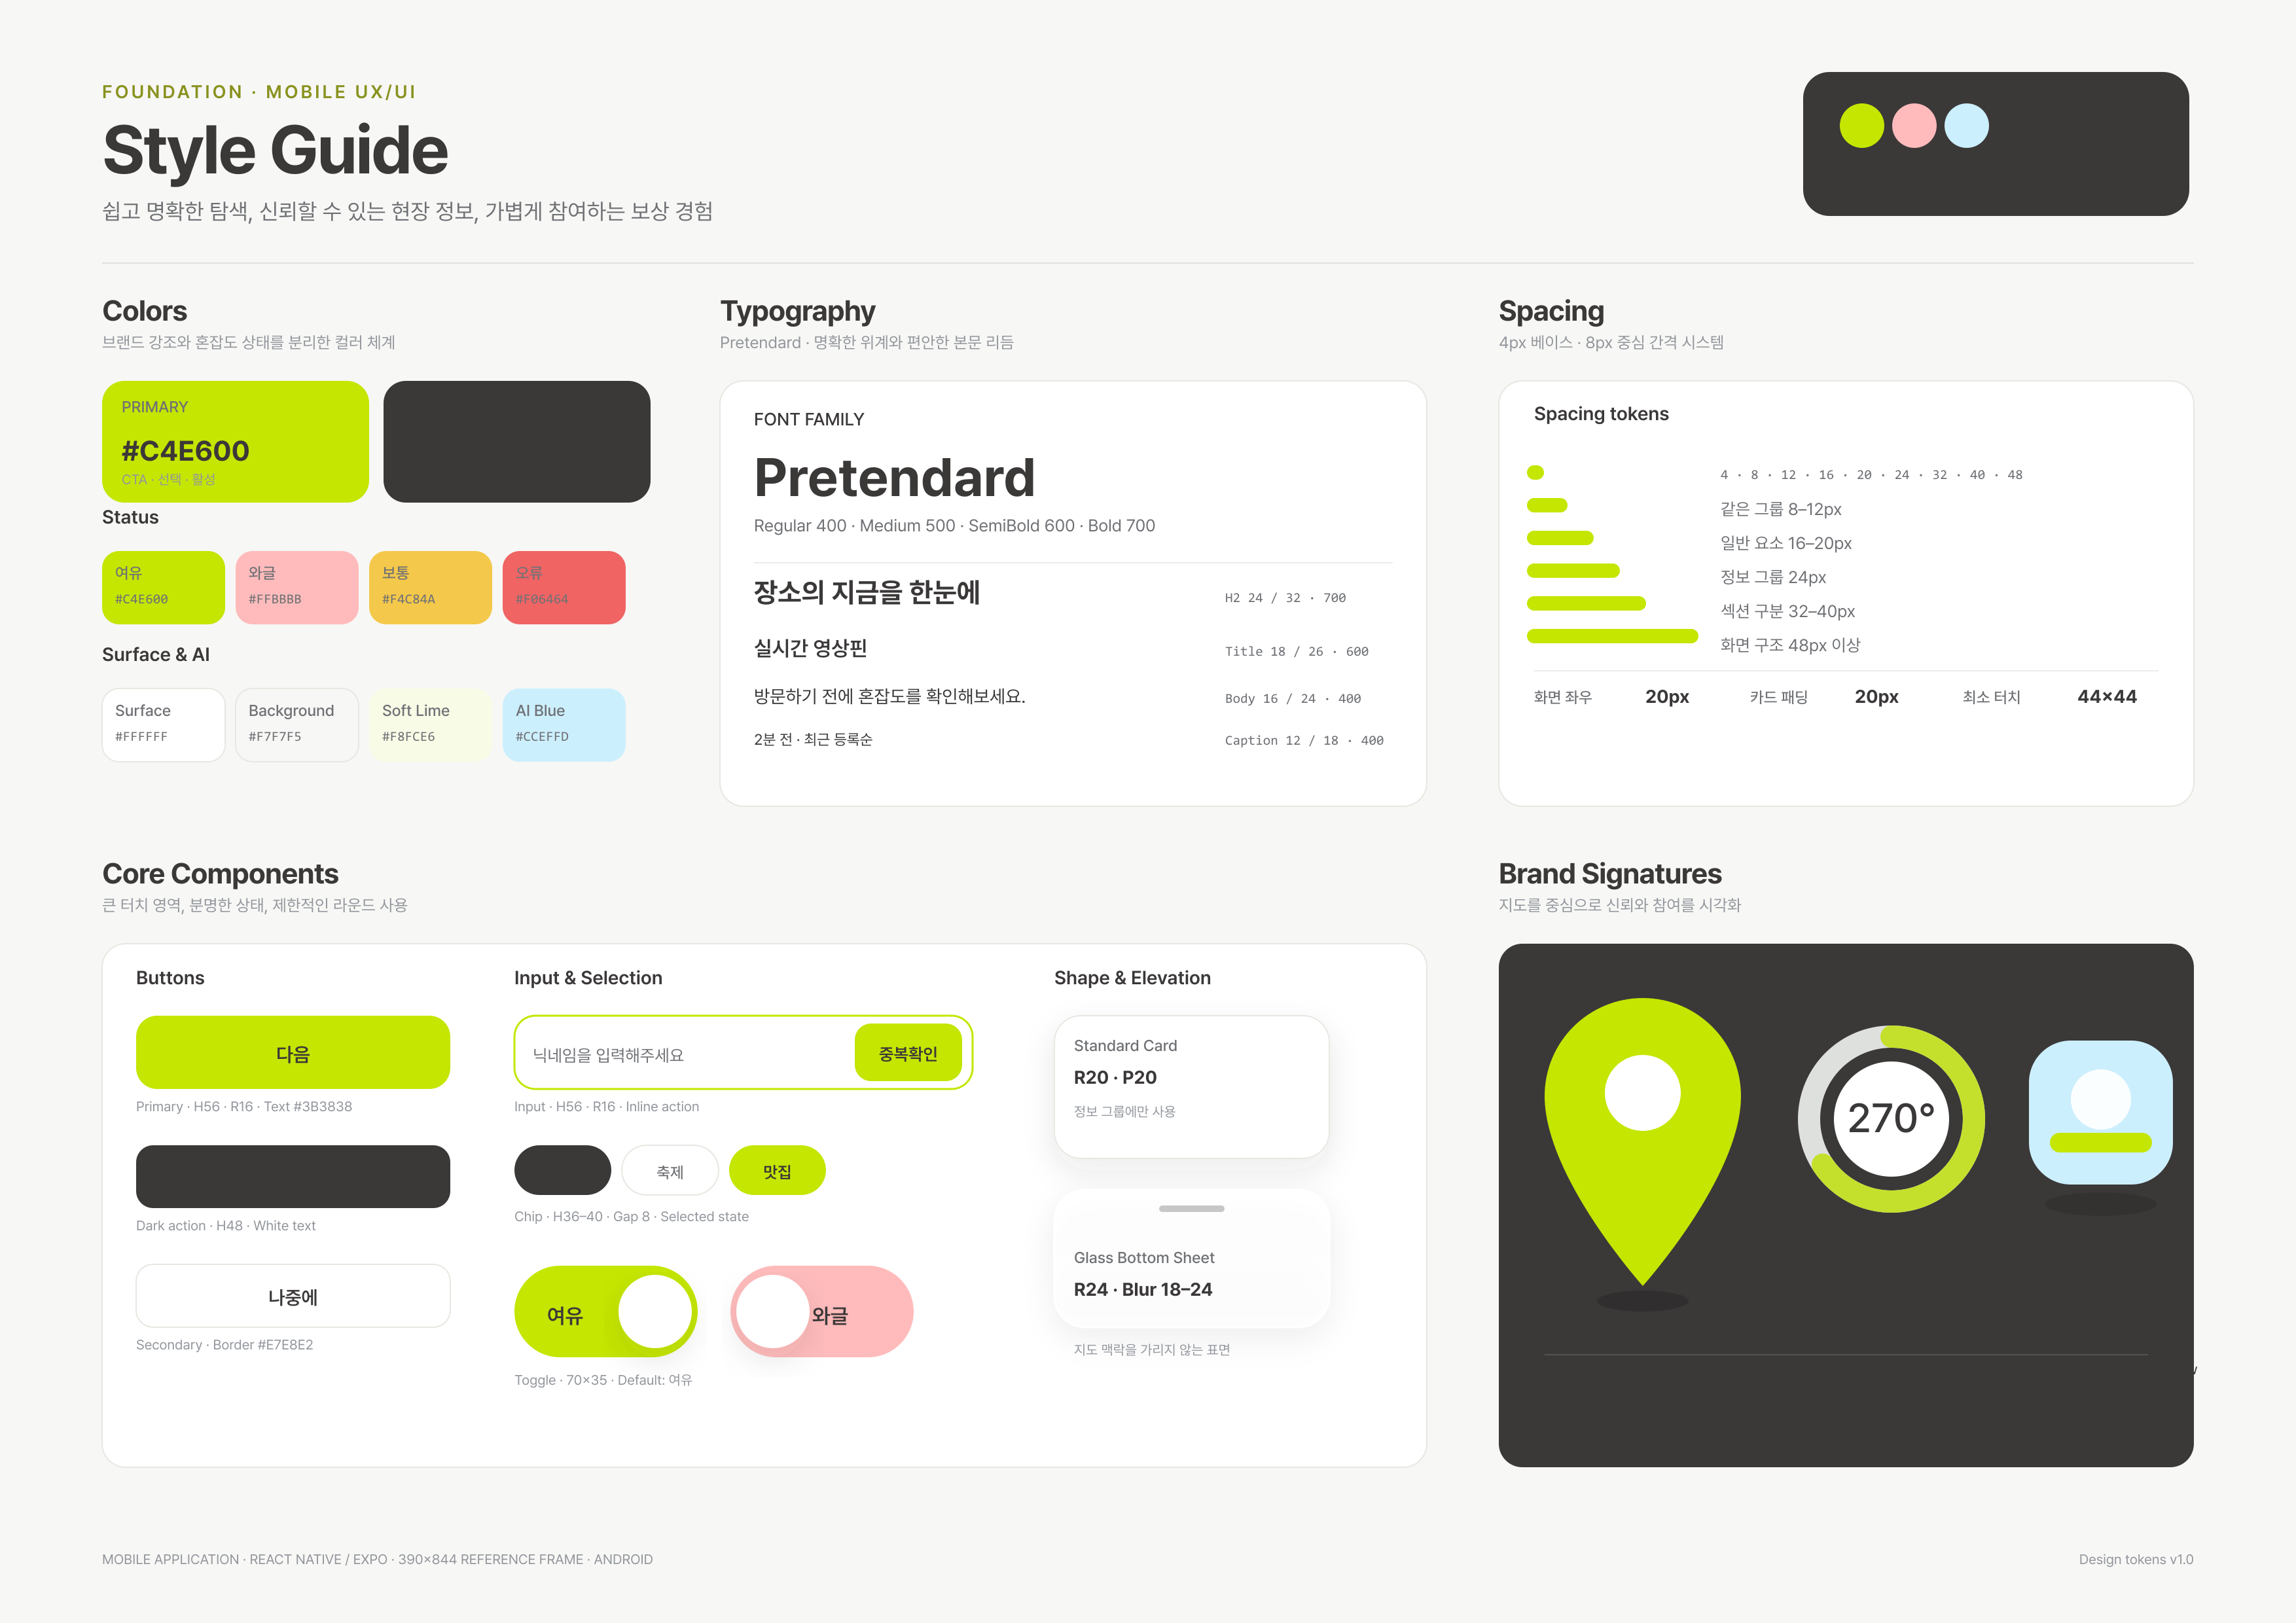 FOUNDATION · MOBILE UX/UI
Style Guide
쉽고 명확한 탐색, 신뢰할 수 있는 현장 정보, 가볍게 참여하는 보상 경험
Colors
브랜드 강조와 혼잡도 상태를 분리한 컬러 체계
PRIMARY
#C4E600
CTA · 선택 · 활성
Status
여유
#C4E600
와글
#FFBBBB
보통
#F4C84A
오류
#F06464
Surface & AI
Surface
#FFFFFF
Background
#F7F7F5
Soft Lime
#F8FCE6
AI Blue
#CCEFFD
Typography
Pretendard · 명확한 위계와 편안한 본문 리듬
FONT FAMILY
Pretendard
Regular 400 · Medium 500 · SemiBold 600 · Bold 700
장소의 지금을 한눈에
H2 24 / 32 · 700
실시간 영상핀
Title 18 / 26 · 600
방문하기 전에 혼잡도를 확인해보세요.
Body 16 / 24 · 400
2분 전 · 최근 등록순
Caption 12 / 18 · 400
Spacing
4px 베이스 · 8px 중심 간격 시스템
Spacing tokens
4 · 8 · 12 · 16 · 20 · 24 · 32 · 40 · 48
같은 그룹 8–12px
일반 요소 16–20px
정보 그룹 24px
섹션 구분 32–40px
화면 구조 48px 이상
화면 좌우 20px 카드 패딩 20px 최소 터치 44×44
Core Components
큰 터치 영역, 분명한 상태, 제한적인 라운드 사용
Buttons
다음
Primary · H56 · R16 · Text #3B3838
Dark action · H48 · White text
나중에
Secondary · Border #E7E8E2
Input & Selection
닉네임을 입력해주세요
중복확인
Input · H56 · R16 · Inline action
축제
맛집
Chip · H36–40 · Gap 8 · Selected state
여유
와글
Toggle · 70×35 · Default: 여유
Shape & Elevation
Standard Card
R20 · P20
정보 그룹에만 사용
Glass Bottom Sheet
R24 · Blur 18–24
지도 맥락을 가리지 않는 표면
Brand Signatures
지도를 중심으로 신뢰와 참여를 시각화
270°
MOBILE APPLICATION · REACT NATIVE / EXPO · 390×844 REFERENCE FRAME · ANDROID
Design tokens v1.0